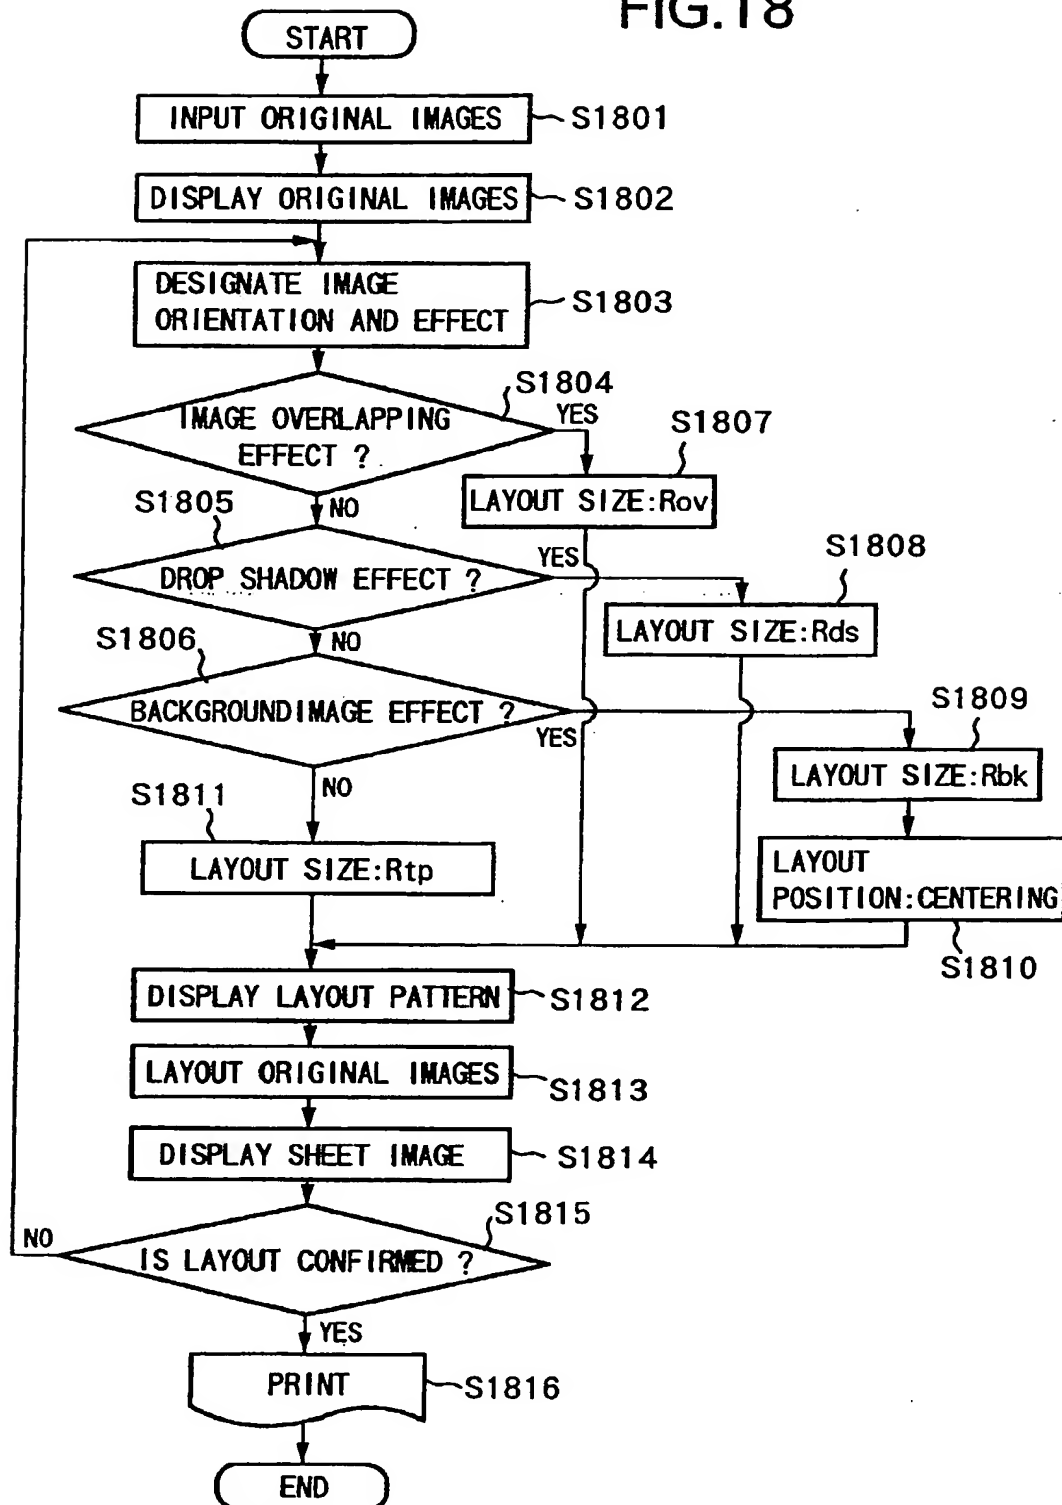 FIG.18
START
INPUT ORIGINAL IMAGES
S1801
DISPLAY ORIGINAL IMAGES
S1802
DESIGNATE IMAGE
ORIENTATION AND EFFECT
S1803
S1804
IMAGE OVERLAPPING
EFFECT ?
YES
S1807
LAYOUT SIZE:Rov
NO
S1805
DROP SHADOW EFFECT ?
YES
S1808
LAYOUT SIZE:Rds
NO
S1806
BACKGROUNDIMAGE EFFECT ?
YES
S1809
LAYOUT SIZE:Rbk
NO
S1811
LAYOUT SIZE:Rtp
LAYOUT
POSITION:CENTERING
S1810
DISPLAY LAYOUT PATTERN
S1812
LAYOUT ORIGINAL IMAGES
S1813
DISPLAY SHEET IMAGE
S1814
S1815
NO
IS LAYOUT CONFIRMED ?
YES
PRINT
S1816
END